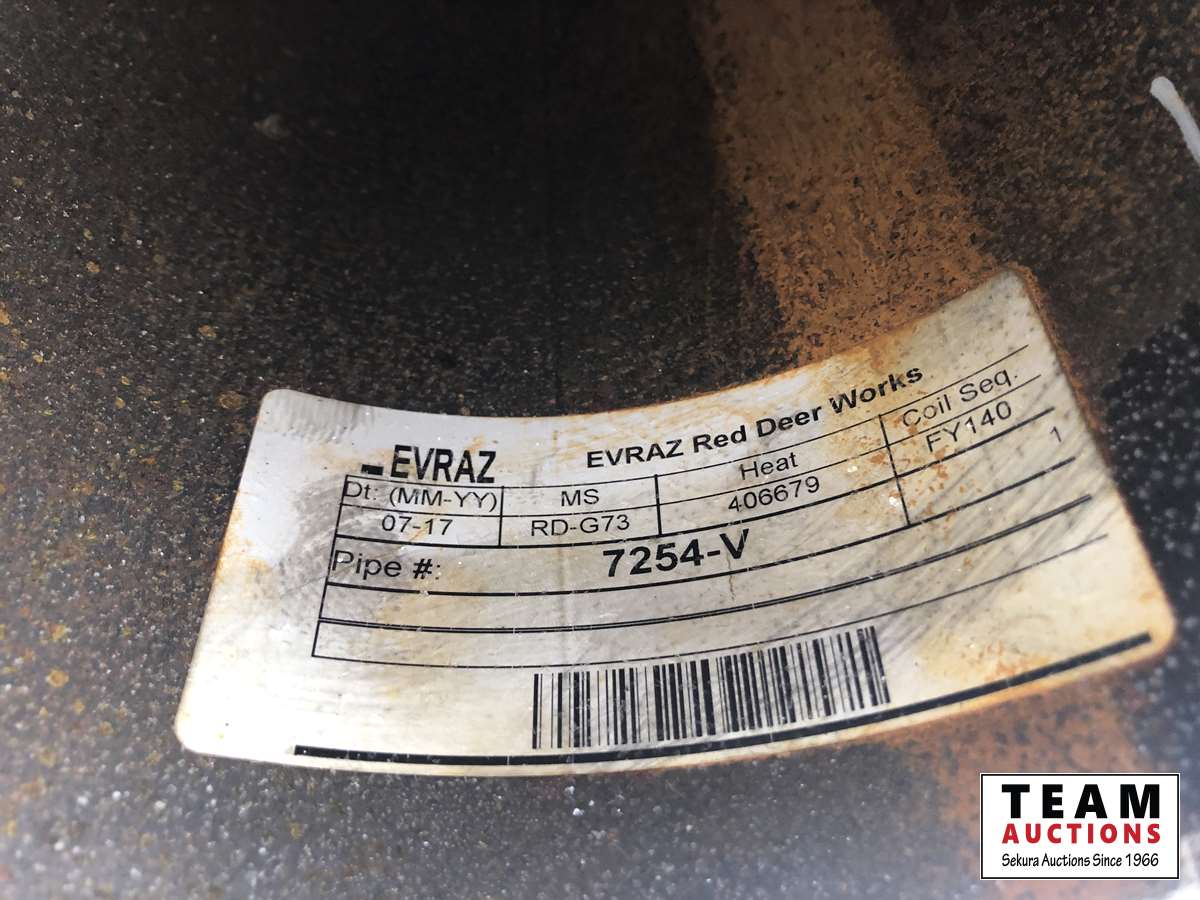 EVRAZ
EVRAZ Red Deer Works
Dt: (MM-YY) MS Heat Coil Seq.
07-17 RD-G73 406679 FY140 1
Pipe #: 7254-V
TEAM
AUCTIONS
Sekura Auctions Since 1966